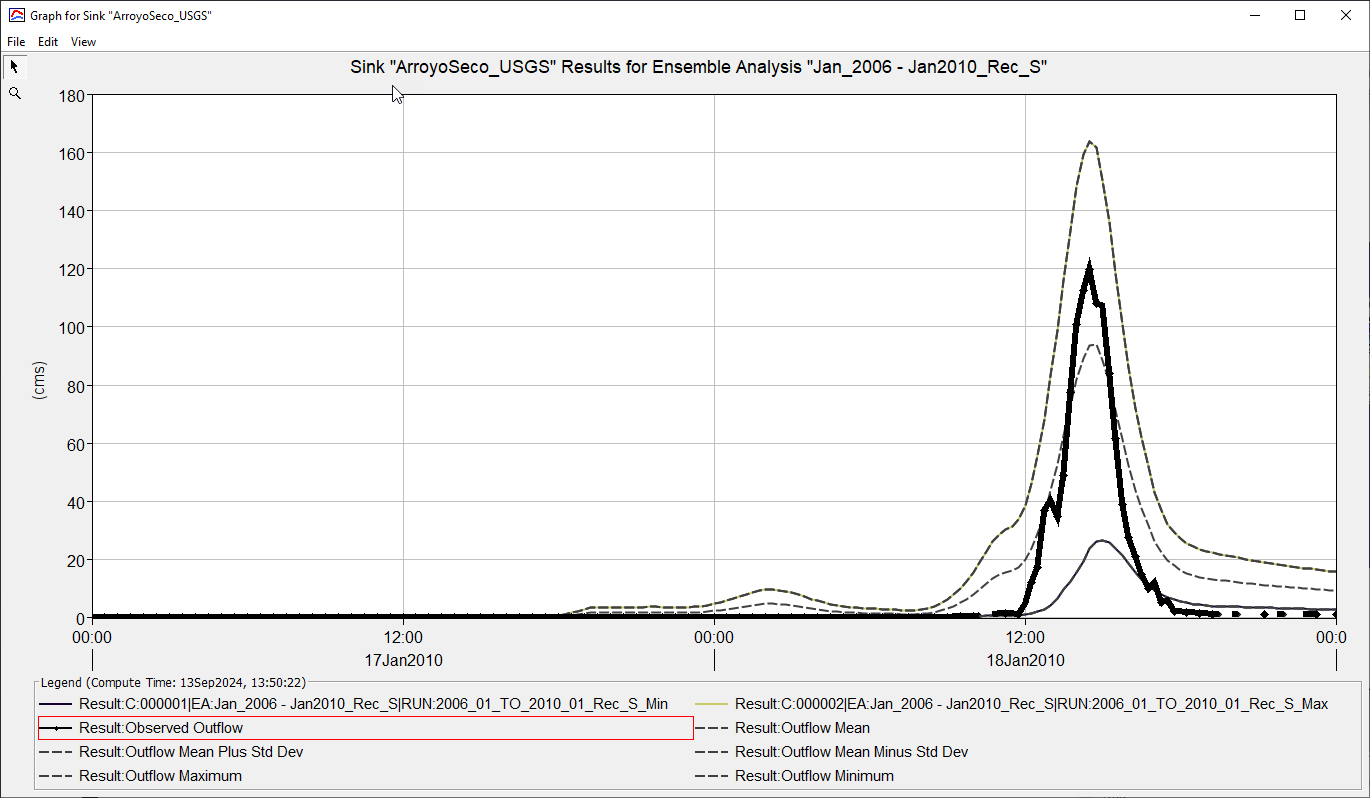 Graph for Sink "ArroyoSeco_USGS"
File Edit View
Sink "ArroyoSeco_USGS" Results for Ensemble Analysis "Jan_2006 - Jan2010_Rec_S"
180
160
140
120
100
80
60
40
20
0
(cms)
00:00 12:00 00:00 12:00 00:0
17Jan2010 18Jan2010
Legend (Compute Time: 13Sep2024, 13:50:22)
Result:C:000001|EA:Jan_2006 - Jan2010_Rec_S|RUN:2006_01_TO_2010_01_Rec_S_Min Result:C:000002|EA:Jan_2006 - Jan2010_Rec_S|RUN:2006_01_TO_2010_01_Rec_S_Max
Result:Observed Outflow Result:Outflow Mean
Result:Outflow Mean Plus Std Dev Result:Outflow Mean Minus Std Dev
Result:Outflow Maximum Result:Outflow Minimum